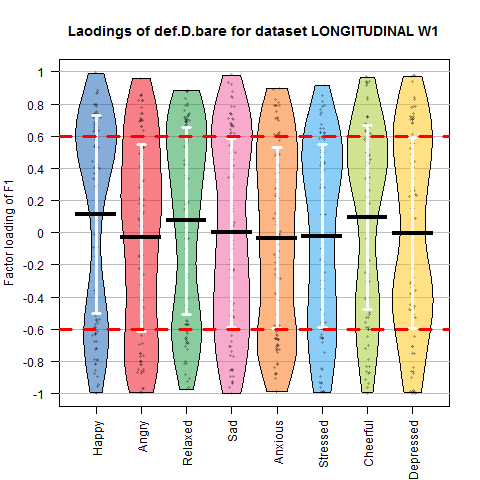 Laodings of def.D.bare for dataset LONGITUDINAL W1
Factor loading of F1
1
0.8
0.6
0.4
0.2
0
-0.2
-0.4
-0.6
-0.8
-1
Happy
Angry
Relaxed
Sad
Anxious
Stressed
Cheerful
Depressed